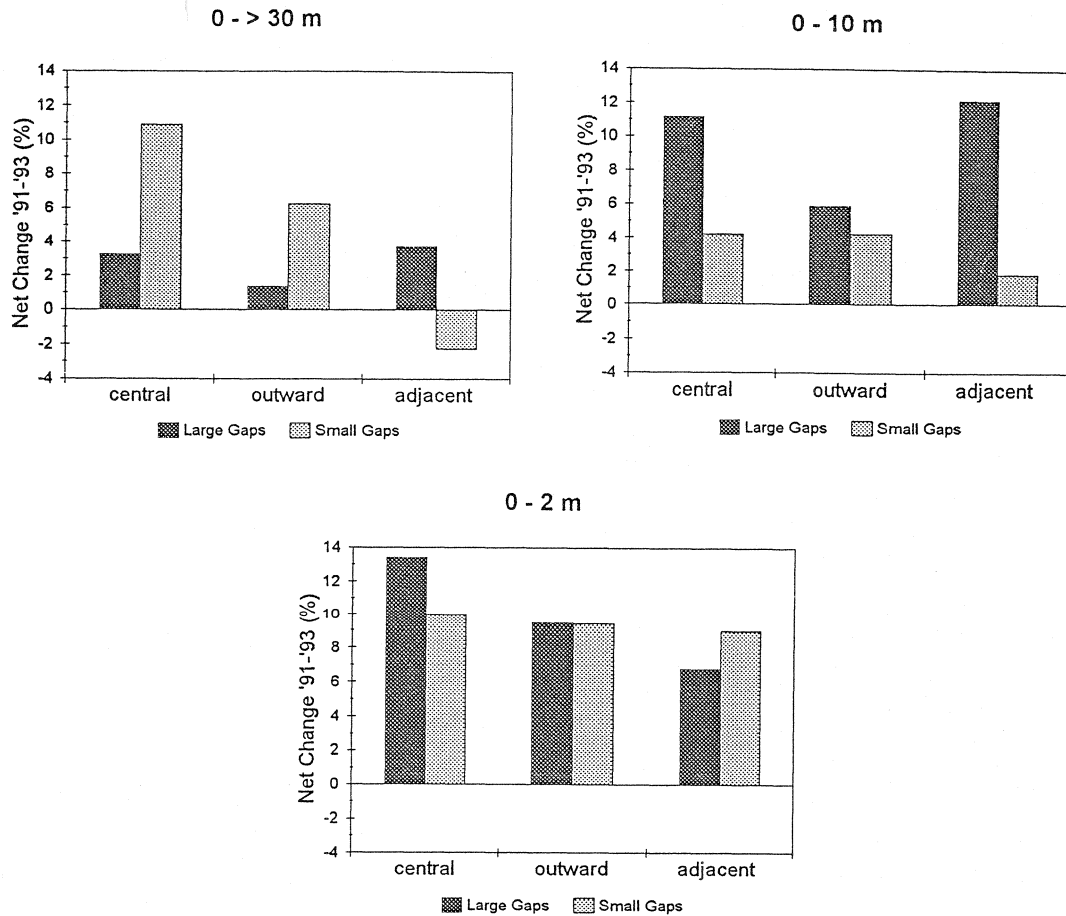 0 - > 30 m
Net Change '91-'93 (%)
14
12
10
8
6
4
2
0
-2
-4
central outward adjacent
Large Gaps Small Gaps
0 - 10 m
Net Change '91-'93 (%)
14
12
10
8
6
4
2
0
-2
-4
central outward adjacent
Large Gaps Small Gaps
0 - 2 m
Net Change '91-'93 (%)
14
12
10
8
6
4
2
0
-2
-4
central outward adjacent
Large Gaps Small Gaps